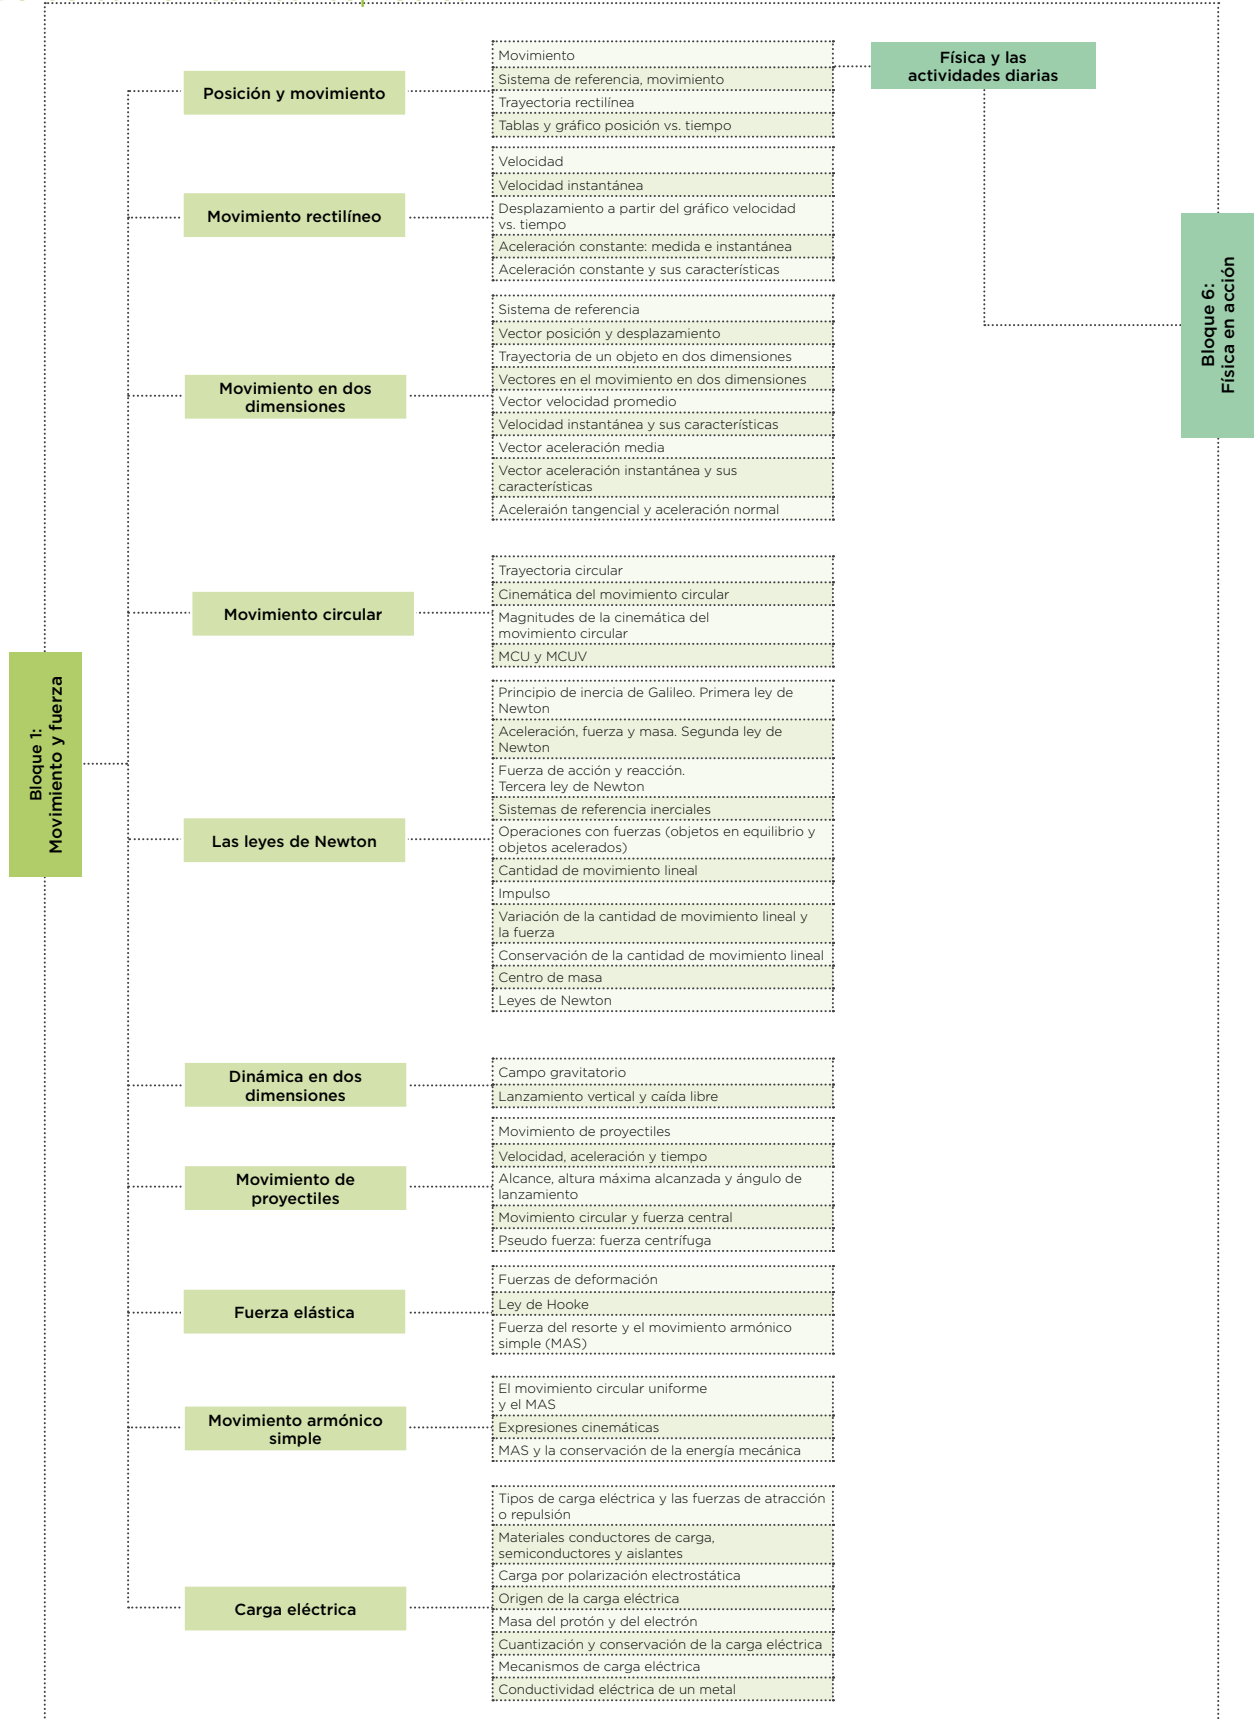 Movimiento
Sistema de referencia, movimiento
Trayectoria rectilínea
Tablas y gráfico posición vs. tiempo
Posición y movimiento
Física y las
actividades diarias
Velocidad
Velocidad instantánea
Desplazamiento a partir del gráfico velocidad
vs. tiempo
Aceleración constante: medida e instantánea
Aceleración constante y sus características
Movimiento rectilíneo
Bloque 6:
Física en acción
Sistema de referencia
Vector posición y desplazamiento
Trayectoria de un objeto en dos dimensiones
Vectores en el movimiento en dos dimensiones
Vector velocidad promedio
Velocidad instantánea y sus características
Vector aceleración media
Vector aceleración instantánea y sus
características
Aceleraión tangencial y aceleración normal
Movimiento en dos
dimensiones
Trayectoria circular
Cinemática del movimiento circular
Magnitudes de la cinemática del
movimiento circular
MCU y MCUV
Movimiento circular
Bloque 1:
Movimiento y fuerza
Principio de inercia de Galileo. Primera ley de
Newton
Aceleración, fuerza y masa. Segunda ley de
Newton
Fuerza de acción y reacción.
Tercera ley de Newton
Sistemas de referencia inerciales
Operaciones con fuerzas (objetos en equilibrio y
objetos acelerados)
Cantidad de movimiento lineal
Impulso
Variación de la cantidad de movimiento lineal y
la fuerza
Conservación de la cantidad de movimiento lineal
Centro de masa
Leyes de Newton
Las leyes de Newton
Campo gravitatorio
Lanzamiento vertical y caída libre
Dinámica en dos
dimensiones
Movimiento de proyectiles
Velocidad, aceleración y tiempo
Alcance, altura máxima alcanzada y ángulo de
lanzamiento
Movimiento circular y fuerza central
Pseudo fuerza: fuerza centrífuga
Movimiento de
proyectiles
Fuerzas de deformación
Ley de Hooke
Fuerza del resorte y el movimiento armónico
simple (MAS)
Fuerza elástica
El movimiento circular uniforme
y el MAS
Expresiones cinemáticas
MAS y la conservación de la energía mecánica
Movimiento armónico
simple
Tipos de carga eléctrica y las fuerzas de atracción
o repulsión
Materiales conductores de carga,
semiconductores y aislantes
Carga por polarización electrostática
Origen de la carga eléctrica
Masa del protón y del electrón
Cuantización y conservación de la carga eléctrica
Mecanismos de carga eléctrica
Conductividad eléctrica de un metal
Carga eléctrica